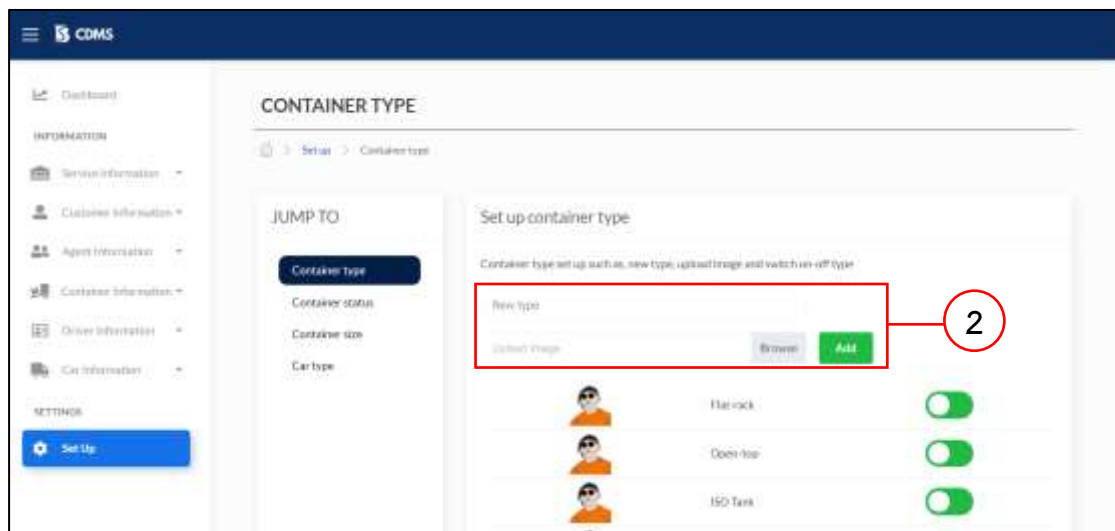 CDMS
Dashboard
INFORMATION
Service Information
Customer Information
Agent Information
Container Information
Driver Information
Car Information
SETTINGS
Set Up
CONTAINER TYPE
Set up > Container type
JUMP TO
Container type
Container status
Container size
Car type
Set up container type
Container type set up such as, new type, upload image and switch on-off type
New type
Upload image
Browse
Add
2
Flat-rack
Open-top
ISO Tank